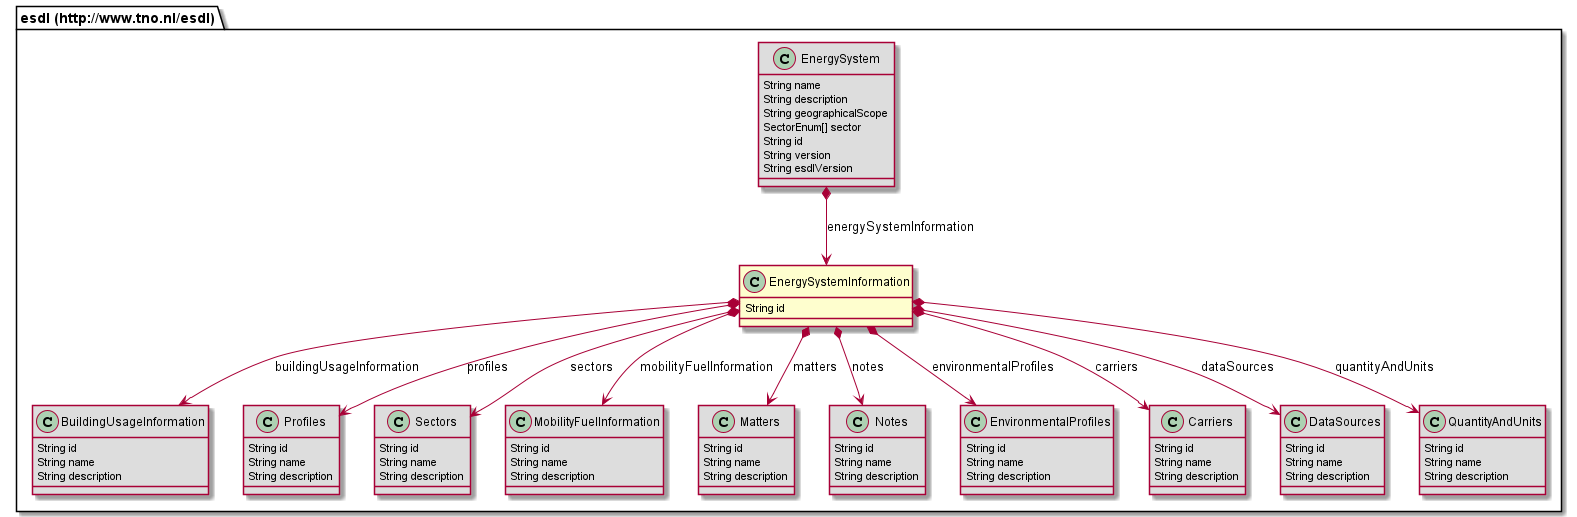 esdl (http://www.tno.nl/esdl)
C EnergySystem
String name
String description
String geographicalScope
SectorEnum[] sector
String id
String version
String esdlVersion
energySystemInformation
C EnergySystemInformation
String id
buildingUsageInformation
profiles
sectors
mobilityFuelInformation
matters
notes
environmentalProfiles
carriers
dataSources
quantityAndUnits
C BuildingUsageInformation
String id
String name
String description
C Profiles
String id
String name
String description
C Sectors
String id
String name
String description
C MobilityFuelInformation
String id
String name
String description
C Matters
String id
String name
String description
C Notes
String id
String name
String description
C EnvironmentalProfiles
String id
String name
String description
C Carriers
String id
String name
String description
C DataSources
String id
String name
String description
C QuantityAndUnits
String id
String name
String description